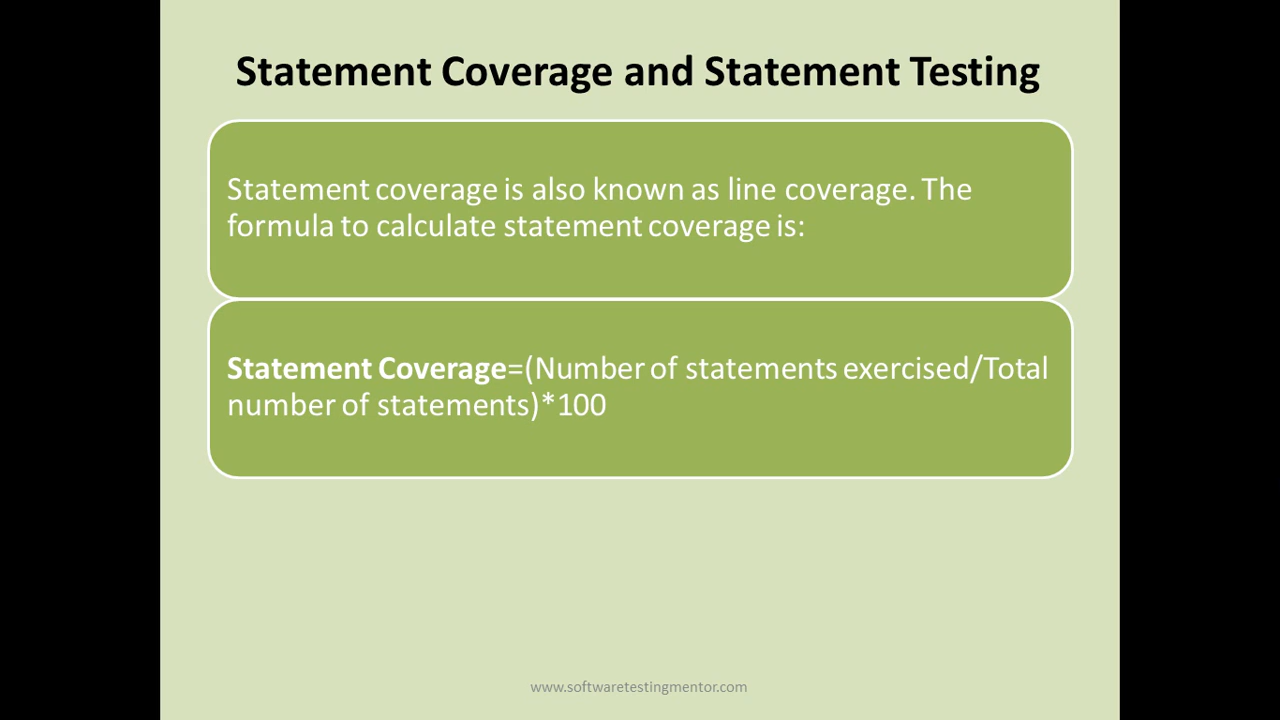 Statement Coverage and Statement Testing
Statement coverage is also known as line coverage. The
formula to calculate statement coverage is:
Statement Coverage=(Number of statements exercised/Total
number of statements)*100
www.softwaretestingmentor.com